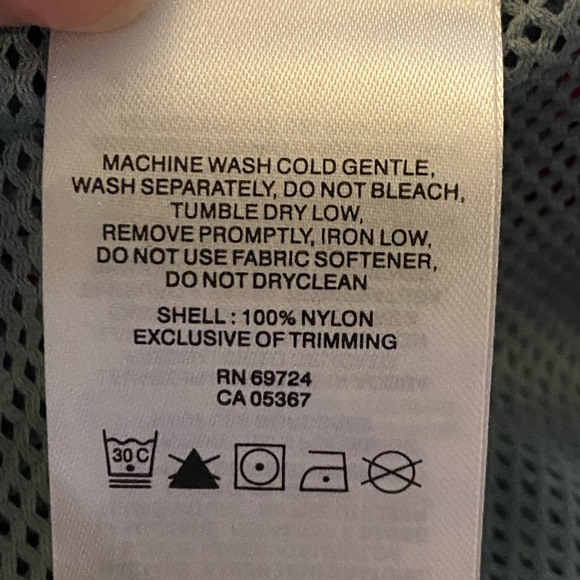 MACHINE WASH COLD GENTLE,
WASH SEPARATELY, DO NOT BLEACH,
TUMBLE DRY LOW,
REMOVE PROMPTLY, IRON LOW,
DO NOT USE FABRIC SOFTENER,
DO NOT DRYCLEAN
SHELL : 100% NYLON
EXCLUSIVE OF TRIMMING
RN 69724
CA 05367
30 C